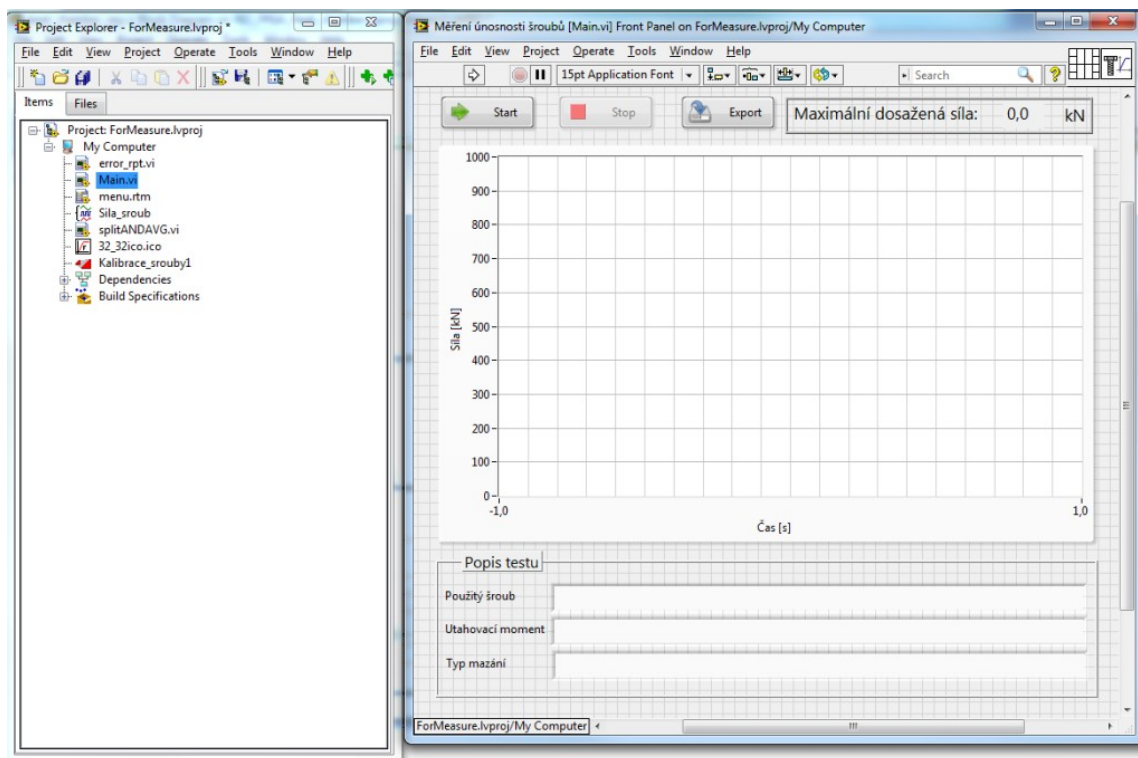 Project Explorer - ForMeasure.lvproj *
File Edit View Project Operate Tools Window Help
Items Files
Project: ForMeasure.lvproj
My Computer
error_rpt.vi
Main.vi
menu.rtm
Sila_sroub
splitANDAVG.vi
32_32ico.ico
Kalibrace_srouby1
Dependencies
Build Specifications
Měření únosnosti šroubů [Main.vi] Front Panel on ForMeasure.lvproj/My Computer
File Edit View Project Operate Tools Window Help
15pt Application Font Search
Start Stop Export Maximální dosažená síla: 0,0 kN
1000
900
800
700
600
500
400
300
200
100
0
Síla [kN]
-1,0 1,0
Čas [s]
Popis testu
Použitý šroub
Utahovací moment
Typ mazání
ForMeasure.lvproj/My Computer